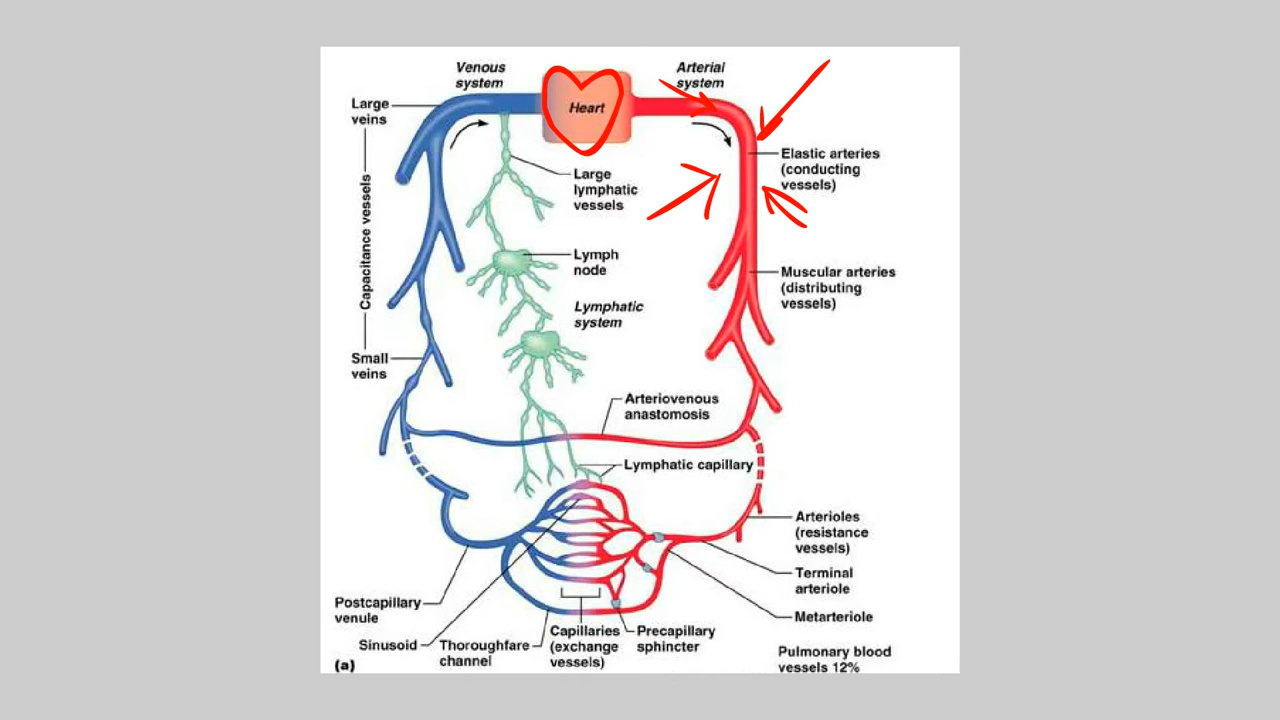 Venous
system
Heart
Arterial
system
Large
veins
Capacitance vessels
Small
veins
Large
lymphatic
vessels
Lymph
node
Lymphatic
system
Elastic arteries
(conducting
vessels)
Muscular arteries
(distributing
vessels)
Arteriovenous
anastomosis
Lymphatic capillary
Arterioles
(resistance
vessels)
Terminal
arteriole
Metarteriole
Postcapillary
venule
Sinusoid
Thoroughfare
channel
Capillaries
(exchange
vessels)
Precapillary
sphincter
Pulmonary blood
vessels 12%
(a)